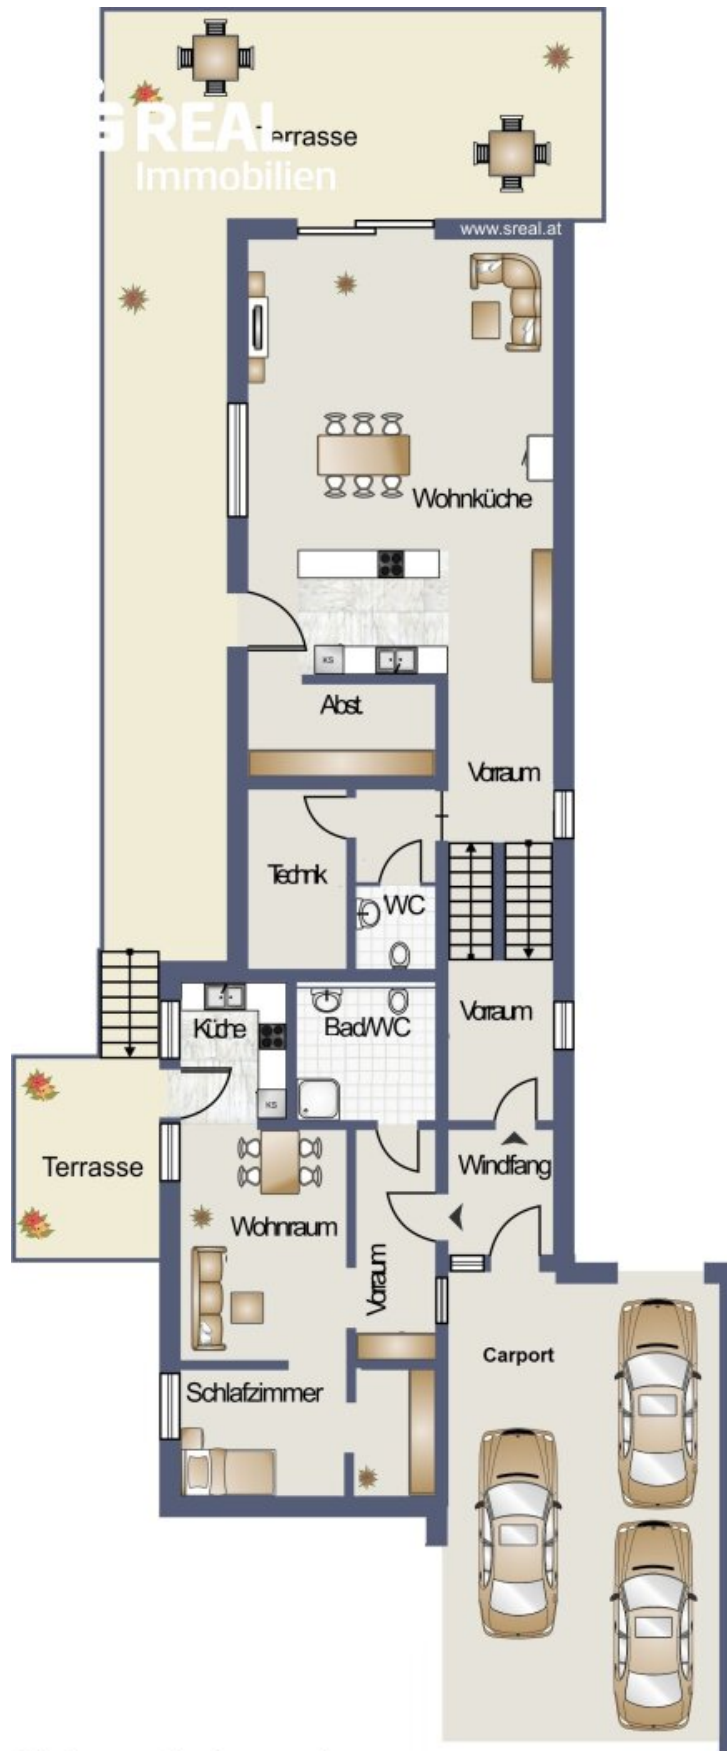 REAL
Terrasse
Immobilien
www.sreal.at
Wohnküche
KS
Abst.
Vorraum
Technik
WC
Vorraum
Küche
Bad/WC
KS
Terrasse
Windfang
Wohnraum
Vorraum
Carport
Schlafzimmer